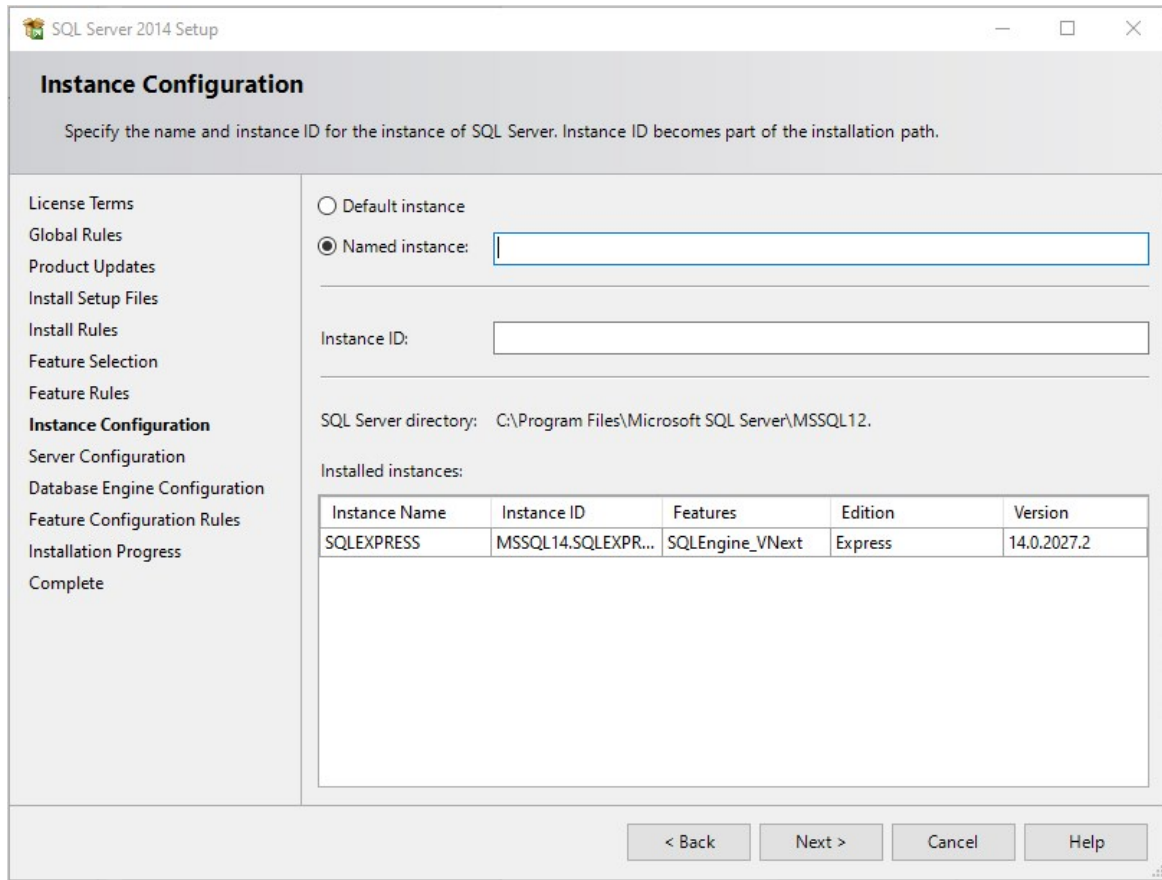 SQL Server 2014 Setup
Instance Configuration
Specify the name and instance ID for the instance of SQL Server. Instance ID becomes part of the installation path.
License Terms
Global Rules
Product Updates
Install Setup Files
Install Rules
Feature Selection
Feature Rules
Instance Configuration
Server Configuration
Database Engine Configuration
Feature Configuration Rules
Installation Progress
Complete
Default instance
Named instance:
Instance ID:
SQL Server directory: C:\Program Files\Microsoft SQL Server\MSSQL12.
Installed instances:
Instance Name Instance ID Features Edition Version
SQLEXPRESS MSSQL14.SQLEXPR... SQLEngine_VNext Express 14.0.2027.2
< Back Next > Cancel Help